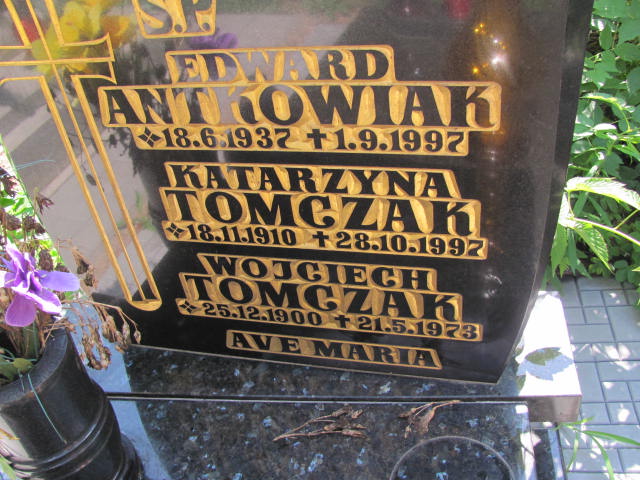 Ś.P.
EDWARD
ANTKOWIAK
18.6.1937 ✝1.9.1997
KATARZYNA
TOMCZAK
18.11.1910 ✝28.10.1997
WOJCIECH
TOMCZAK
25.12.1900 ✝21.5.1973
AVE MARIA